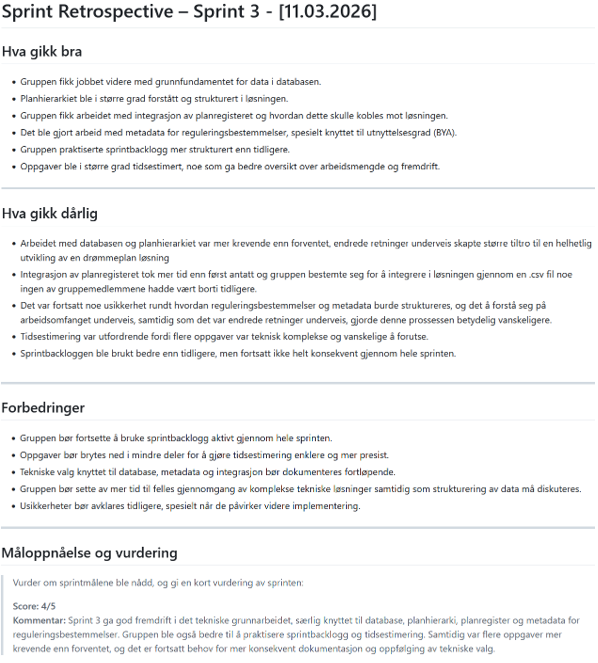 Sprint Retrospective – Sprint 3 - [11.03.2026]
Hva gikk bra
• Gruppen fikk jobbet videre med grunnfundamentet for data i databasen.
• Planhierarkiet ble i større grad forstått og strukturert i løsningen.
• Gruppen fikk arbeidet med integrasjon av planregisteret og hvordan dette skulle kobles mot løsningen.
• Det ble gjort arbeid med metadata for reguleringsbestemmelser, spesielt knyttet til utnyttelsesgrad (BYA).
• Gruppen praktiserte sprintbacklogg mer strukturert enn tidligere.
• Oppgaver ble i større grad tidsestimert, noe som ga bedre oversikt over arbeidsmengde og fremdrift.
Hva gikk dårlig
• Arbeidet med databasen og planhierarkiet var mer krevende enn forventet, endrede retninger underveis skapte større tiltro til en helhetlig
utvikling av en drømmeplan løsning
• Integrasjon av planregisteret tok mer tid enn først antatt og gruppen bestemte seg for å integrere i løsningen gjennom en .csv fil noe
ingen av gruppemedlemmene hadde vært borti tidligere.
• Det var fortsatt noe usikkerhet rundt hvordan reguleringsbestemmelser og metadata burde struktureres, og det å forstå seg på
arbeidsomfanget underveis, samtidig som det var endrede retninger underveis, gjorde denne prosessen betydelig vanskeligere.
• Tidsestimering var utfordrende fordi flere oppgaver var teknisk komplekse og vanskelige å forutse.
• Sprintbackloggen ble brukt bedre enn tidligere, men fortsatt ikke helt konsekvent gjennom hele sprinten.
Forbedringer
• Gruppen bør fortsette å bruke sprintbacklogg aktivt gjennom hele sprinten.
• Oppgaver bør brytes ned i mindre deler for å gjøre tidsestimering enklere og mer presist.
• Tekniske valg knyttet til database, metadata og integrasjon bør dokumenteres fortløpende.
• Gruppen bør sette av mer tid til felles gjennomgang av komplekse tekniske løsninger samtidig som strukturering av data må diskuteres.
• Usikkerheter bør avklares tidligere, spesielt når de påvirker videre implementering.
Måloppnåelse og vurdering
Vurder om sprintmålene ble nådd, og gi en kort vurdering av sprinten:
Score: 4/5
Kommentar: Sprint 3 ga god fremdrift i det tekniske grunnarbeidet, særlig knyttet til database, planhierarki, planregister og metadata for
reguleringsbestemmelser. Gruppen ble også bedre til å praktisere sprintbacklogg og tidsestimering. Samtidig var flere oppgaver mer
krevende enn forventet, og det er fortsatt behov for mer konsekvent dokumentasjon og oppfølging av tekniske valg.